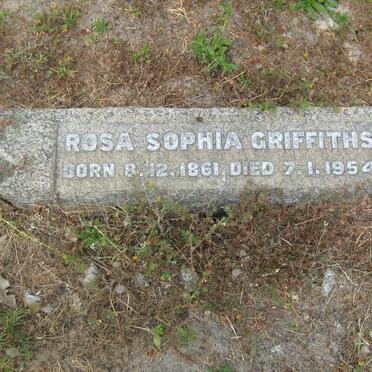 ROSA SOPHIA GRIFFITHS
BORN 8.12.1861, DIED 7.1.1954